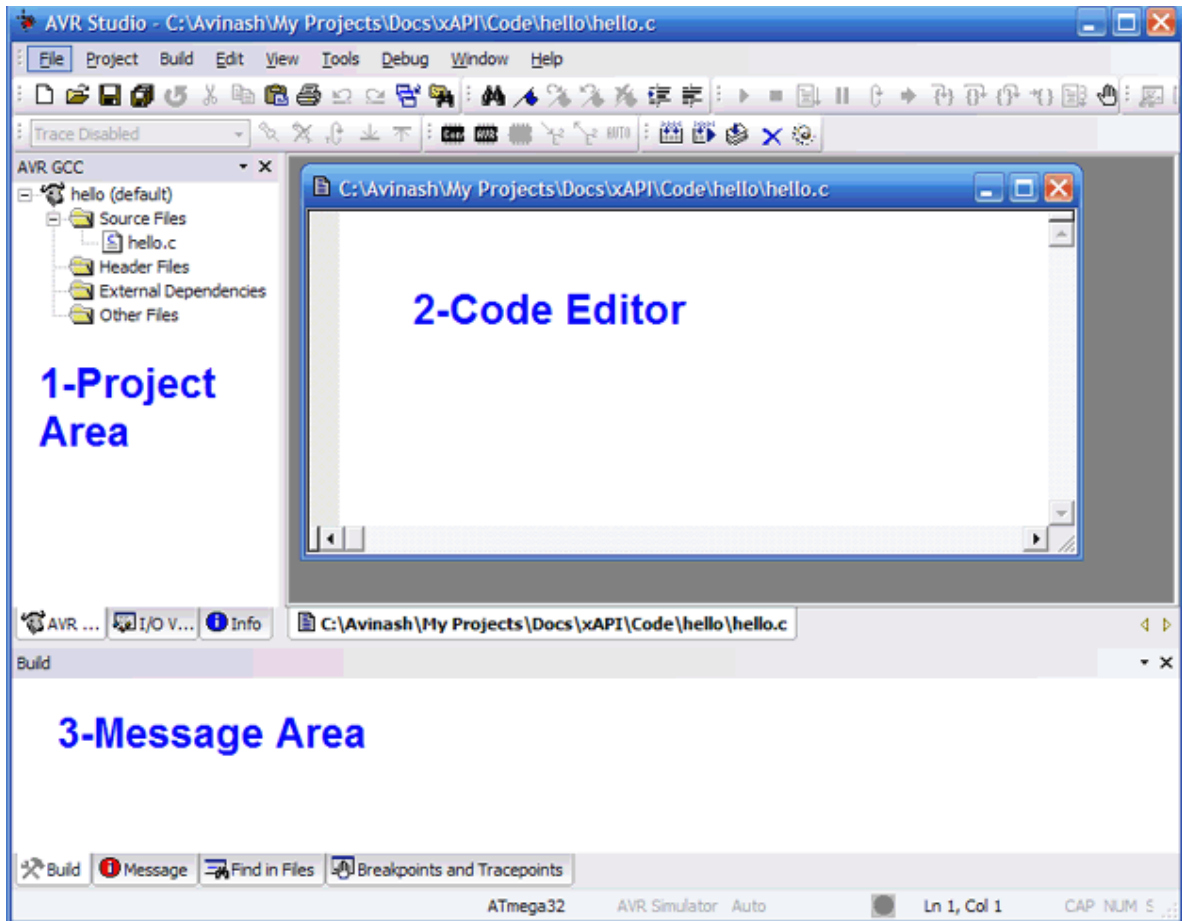 AVR Studio - C:\Avinash\My Projects\Docs\xAPI\Code\hello\hello.c
File Project Build Edit View Tools Debug Window Help
Trace Disabled
Con AVR AUTO
AVR GCC
hello (default)
Source Files
hello.c
Header Files
External Dependencies
Other Files
1-Project
Area
C:\Avinash\My Projects\Docs\xAPI\Code\hello\hello.c
2-Code Editor
AVR ... I/O V... Info
C:\Avinash\My Projects\Docs\xAPI\Code\hello\hello.c
Build
3-Message Area
Build Message Find in Files Breakpoints and Tracepoints
ATmega32 AVR Simulator Auto Ln 1, Col 1 CAP NUM S